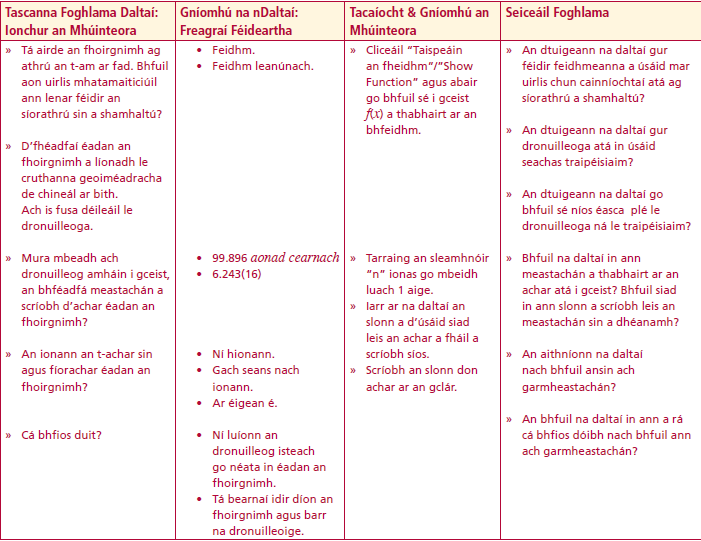 Tascanna Foghlama Daltaí:
Ionchur an Mhúinteora
» Tá airde an fhoirgnimh ag
athrú an t-am ar fad. Bhfuil
aon uirlis mhatamaiticiúil
ann lenar féidir an
síorathrú sin a shamhaltú?
» D’fhéadfaí éadan an
fhoirgnimh a líonadh le
cruthanna geoiméadracha
de chineál ar bith.
Ach is fusa déileáil le
dronuilleoga.
» Mura mbeadh ach
dronuilleog amháin i gceist,
an bhféadfá meastachán a
scríobh d’achar éadan an
fhoirgnimh?
» An ionann an t-achar sin
agus fíorachar éadan an
fhoirgnimh?
» Cá bhfios duit?
Gníomhú na nDaltaí:
Freagraí Féideartha
• Feidhm.
• Feidhm leanúnach.
• 99.896 aonad cearnach
• 6.243(16)
• Ní hionann.
• Gach seans nach
ionann.
• Ar éigean é.
• Ní luíonn an
dronuilleog isteach
go néata in éadan an
fhoirgnimh.
• Tá bearnaí idir díon an
fhoirgnimh agus barr
na dronuilleoige.
Tacaíocht & Gníomhú an
Mhúinteora
» Cliceáil “Taispeáin
an fheidhm”/”Show
Function” agus abair
go bhfuil sé i gceist
f(x) a thabhairt ar an
bhfeidhm.
» Tarraing an sleamhnóir
“n” ionas go mbeidh
luach 1 aige.
» Iarr ar na daltaí an
slonn a d’úsáid siad
leis an achar a fháil a
scríobh síos.
» Scríobh an slonn don
achar ar an gclár.
Seiceáil Foghlama
» An dtuigeann na daltaí gur
féidir feidhmeanna a úsáid mar
uirlis chun cainníochtaí atá ag
síorathrú a shamhaltú?
» An dtuigeann na daltaí gur
dronuilleoga atá in úsáid
seachas traipéisiaim?
» An dtuigeann na daltaí go
bhfuil sé níos éasca plé le
dronuilleoga ná le traipéisiaim?
» Bhfuil na daltaí in ann
meastachán a thabhairt ar an
achar atá i gceist? Bhfuil siad
in ann slonn a scríobh leis an
meastachán sin a dhéanamh?
» An aithníonn na daltaí
nach bhfuil ansin ach
garmheastachán?
» An bhfuil na daltaí in ann a rá
cá bhfios dóibh nach bhfuil ann
ach garmheastachán?